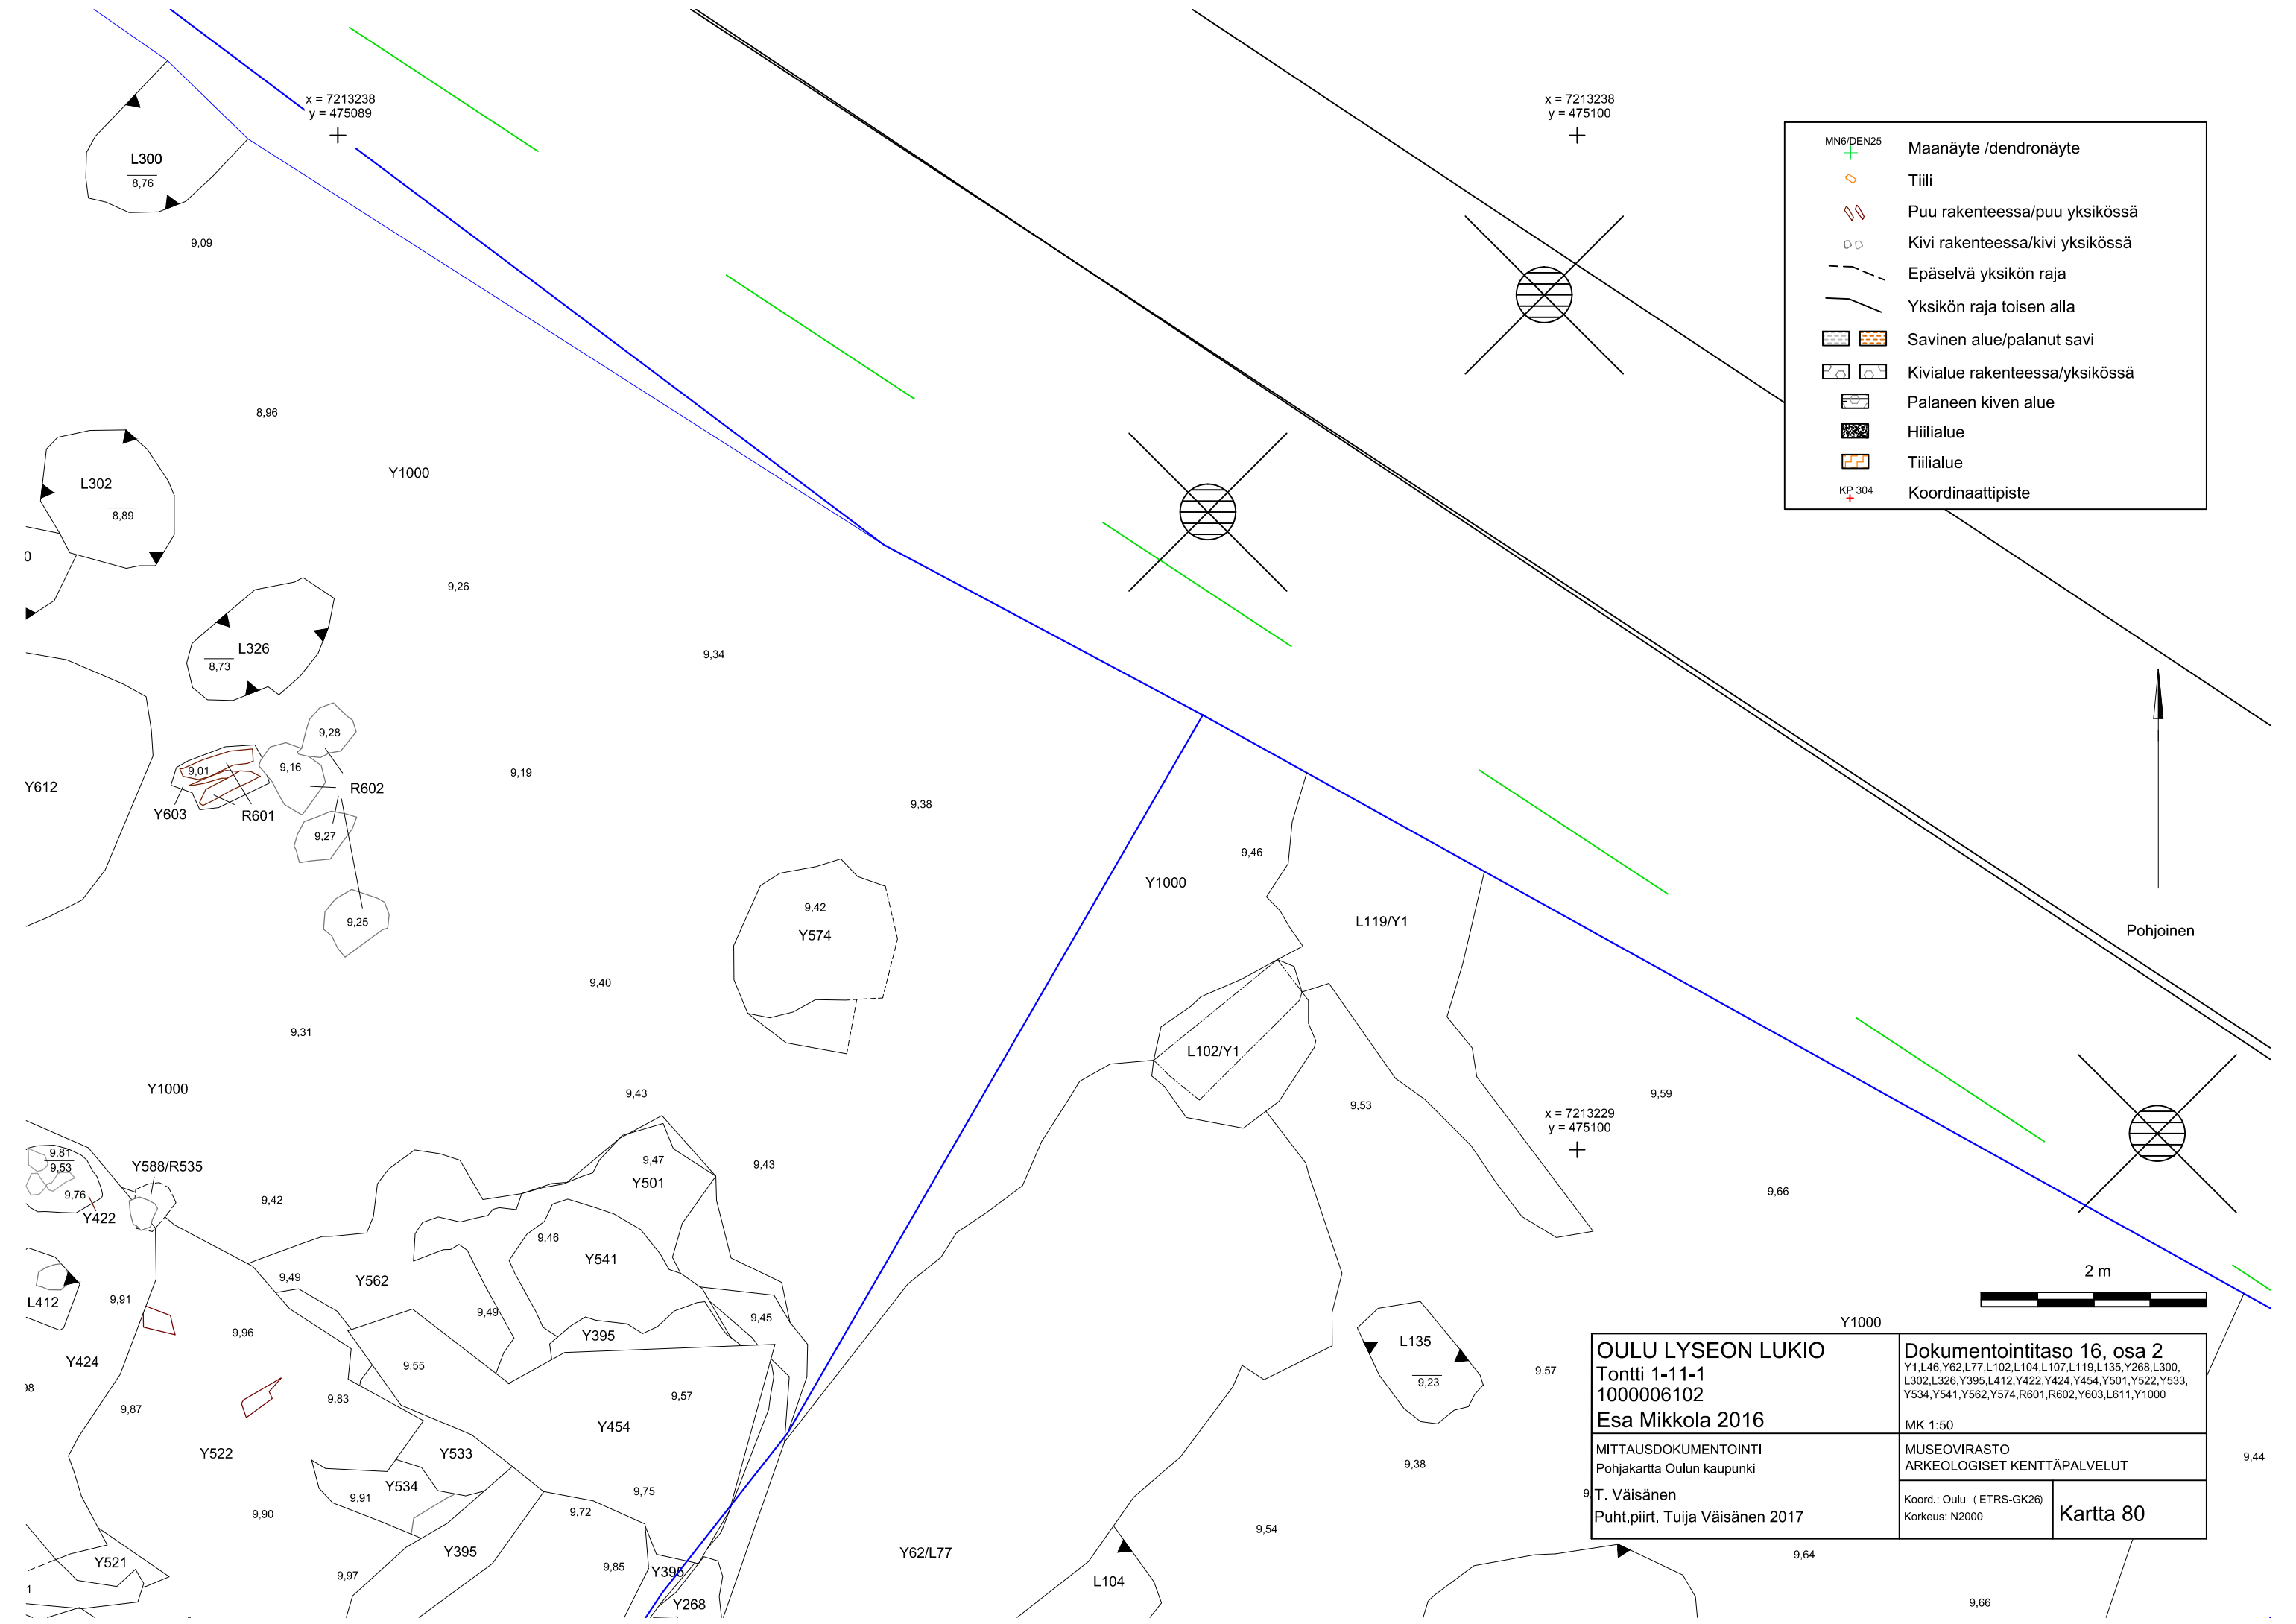 x = 7213238
y = 475089
x = 7213238
y = 475100
MN6/DEN25
Maanäyte /dendronäyte
Tiili
Puu rakenteessa/puu yksikössä
Kivi rakenteessa/kivi yksikössä
Epäselvä yksikön raja
Yksikön raja toisen alla
Savinen alue/palanut savi
Kivialue rakenteessa/yksikössä
Palaneen kiven alue
Hiilialue
Tiilialue
KP 304
Koordinaattipiste
L300
8,76
9,09
8,96
Y1000
L302
8,89
0
9,26
L326
8,73
9,34
9,28
9,16
9,01
R602
Y603
R601
9,27
9,25
Y612
9,19
9,38
9,46
Y1000
L119/Y1
9,42
Y574
Pohjoinen
9,40
9,31
L102/Y1
Y1000
9,43
9,53
x = 7213229
y = 475100
9,59
9,81
9,53
9,76
Y422
Y588/R535
9,42
9,47
Y501
9,43
9,66
9,46
Y541
9,49
Y562
9,49
9,45
Y395
L412
9,91
9,96
Y424
98
9,55
9,83
9,87
9,57
Y454
Y522
Y533
Y534
9,91
9,90
9,75
9,72
Y395
9,85
Y395
Y268
9,97
Y521
1
Y62/L77
L135
9,23
9,57
9,38
9,54
L104
9
9,64
9,66
9,44
2 m
Y1000
OULU LYSEON LUKIO
Tontti 1-11-1
1000006102
Esa Mikkola 2016
Dokumentointitaso 16, osa 2
Y1,L46,Y62,L77,L102,L104,L107,L119,L135,Y268,L300,
L302,L326,Y395,L412,Y422,Y424,Y454,Y501,Y522,Y533,
Y534,Y541,Y562,Y574,R601,R602,Y603,L611,Y1000
MK 1:50
MITTAUSDOKUMENTOINTI
Pohjakartta Oulun kaupunki
T. Väisänen
Puht.piirt. Tuija Väisänen 2017
MUSEOVIRASTO
ARKEOLOGISET KENTTÄPALVELUT
Koord.: Oulu ( ETRS-GK26)
Korkeus: N2000
Kartta 80